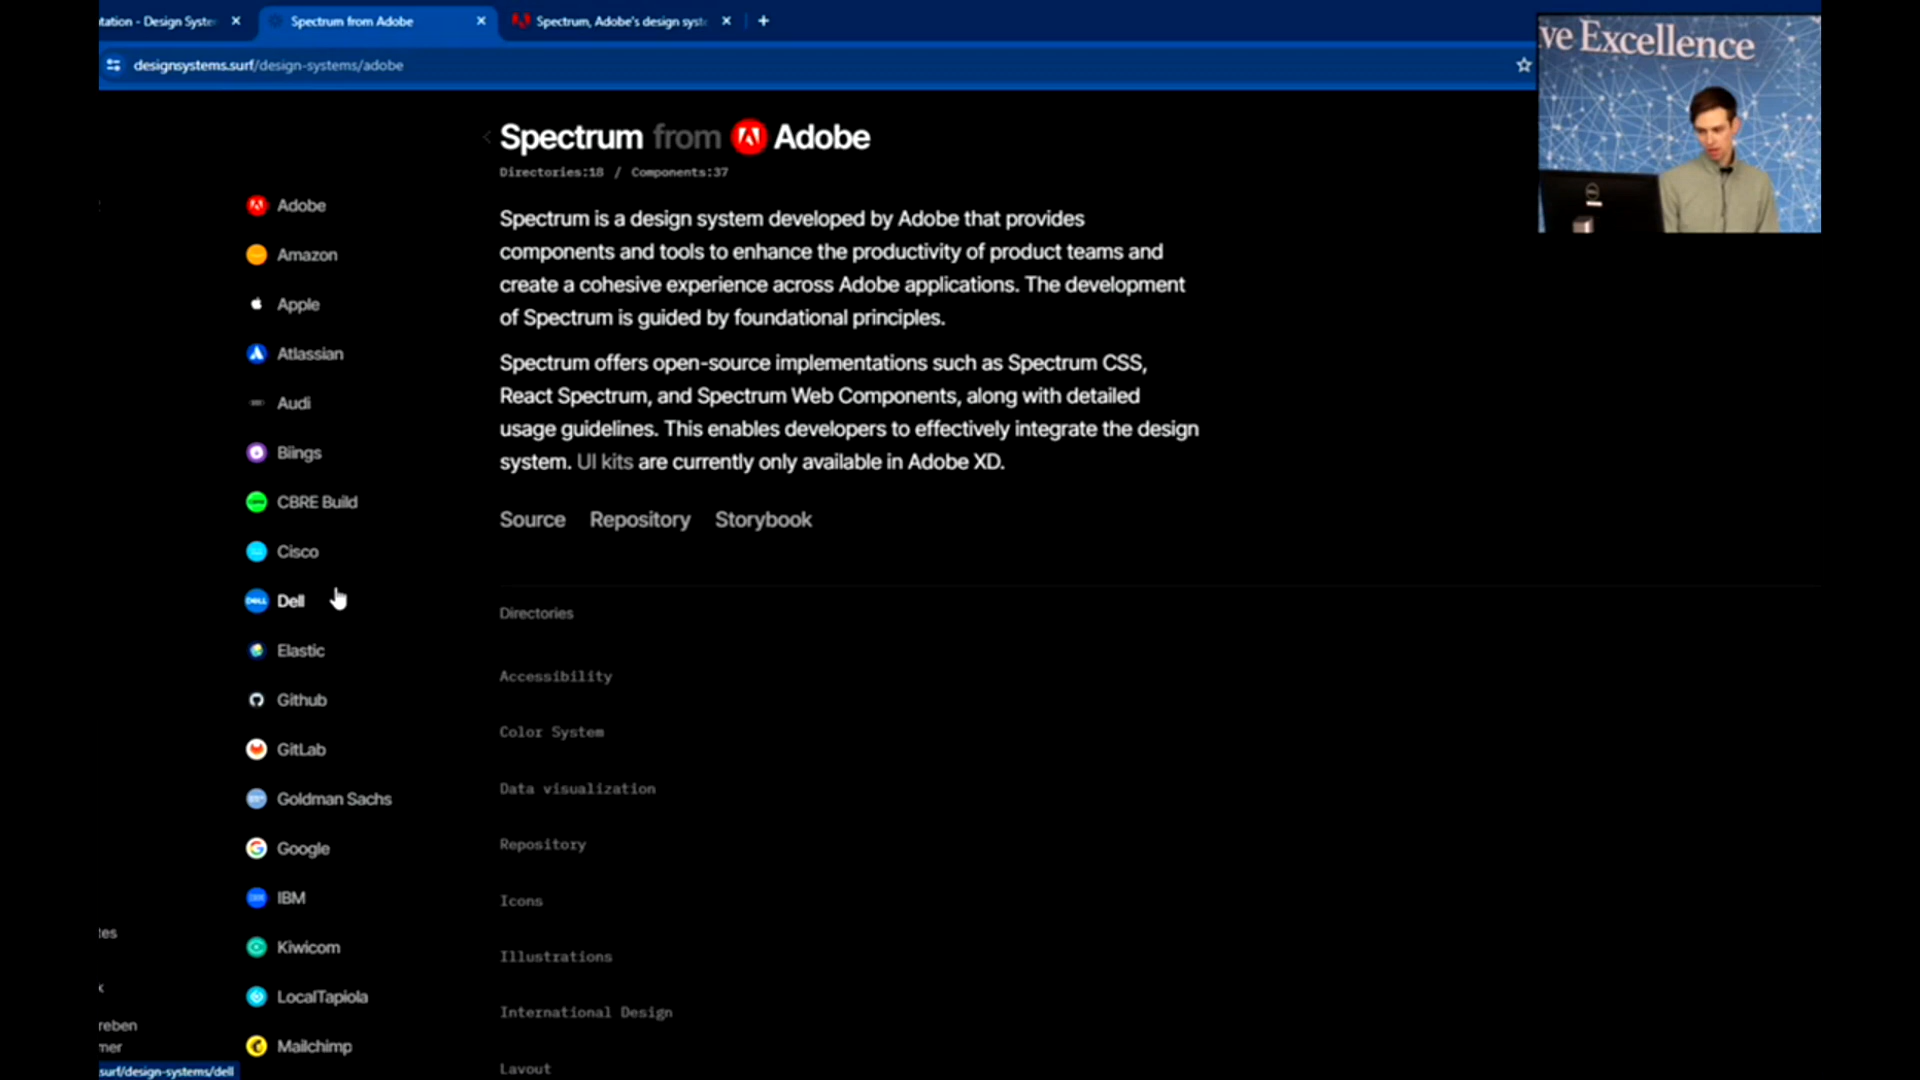 tation - Design Syste
Spectrum from Adobe
Spectrum, Adobe's design syst
designsystems.surf/design-systems/adobe
ve Excellence
Spectrum from Adobe
Directories:18 / Components:37
Adobe
Amazon
Apple
Atlassian
Audi
Biings
CBRE Build
Cisco
DELL Dell
Elastic
Github
GitLab
Goldman Sachs
Google
IBM
Kiwicom
LocalTapiola
Mailchimp
Spectrum is a design system developed by Adobe that provides
components and tools to enhance the productivity of product teams and
create a cohesive experience across Adobe applications. The development
of Spectrum is guided by foundational principles.
Spectrum offers open-source implementations such as Spectrum CSS,
React Spectrum, and Spectrum Web Components, along with detailed
usage guidelines. This enables developers to effectively integrate the design
system. UI kits are currently only available in Adobe XD.
Source Repository Storybook
Directories
Accessibility
Color System
Data visualization
Repository
Icons
Illustrations
International Design
Layout
tes
x
reben
mer
surf/design-systems/dell